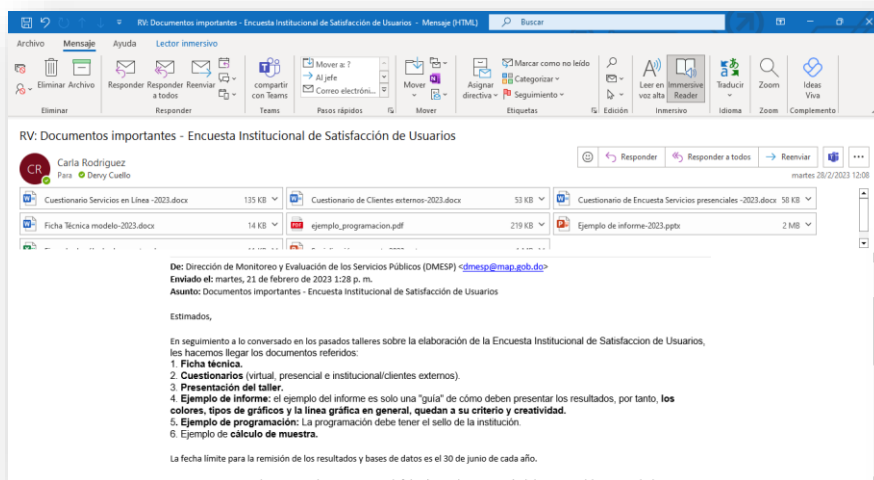 RV: Documentos importantes - Encuesta Institucional de Satisfacción de Usuarios - Mensaje (HTML)
Buscar
Archivo Mensaje Ayuda Lector inmersivo
Eliminar Archivo
Responder Responder a todos Reenviar
compartir con Teams
Mover a: ?
Al jefe
Correo electróni...
Mover
Asignar directiva
Marcar como no leído
Categorizar
Seguimiento
Leer en voz alta
Immersive Reader
Traducir
Zoom
Ideas Viva
Eliminar Responder Teams Pasos rápidos Mover Etiquetas Edición Inmersivo Idioma Zoom Complemento
RV: Documentos importantes - Encuesta Institucional de Satisfacción de Usuarios
CR
Carla Rodriguez
Para Dervy Cuello
Responder Responder a todos Reenviar
martes 28/2/2023 12:08
Cuestionario Servicios en Línea -2023.docx 135 KB
Cuestionario de Clientes externos-2023.docx 53 KB
Cuestionario de Encuesta Servicios presenciales -2023.docx 58 KB
Ficha Técnica modelo-2023.docx 14 KB
ejemplo_programacion.pdf 219 KB
Ejemplo de informe-2023.pptx 2 MB
De: Dirección de Monitoreo y Evaluación de los Servicios Públicos (DMESP) <dmesp@map.gob.do>
Enviado el: martes, 21 de febrero de 2023 1:28 p. m.
Asunto: Documentos importantes - Encuesta Institucional de Satisfacción de Usuarios
Estimados,
En seguimiento a lo conversado en los pasados talleres sobre la elaboración de la Encuesta Institucional de Satisfaccion de Usuarios,
les hacemos llegar los documentos referidos:
1. Ficha técnica.
2. Cuestionarios (virtual, presencial e institucional/clientes externos).
3. Presentación del taller.
4. Ejemplo de informe: el ejemplo del informe es solo una "guía" de cómo deben presentar los resultados, por tanto, los
colores, tipos de gráficos y la linea gráfica en general, quedan a su criterio y creatividad.
5. Ejemplo de programación: La programación debe tener el sello de la institución.
6. Ejemplo de cálculo de muestra.
La fecha límite para la remisión de los resultados y bases de datos es el 30 de junio de cada año.